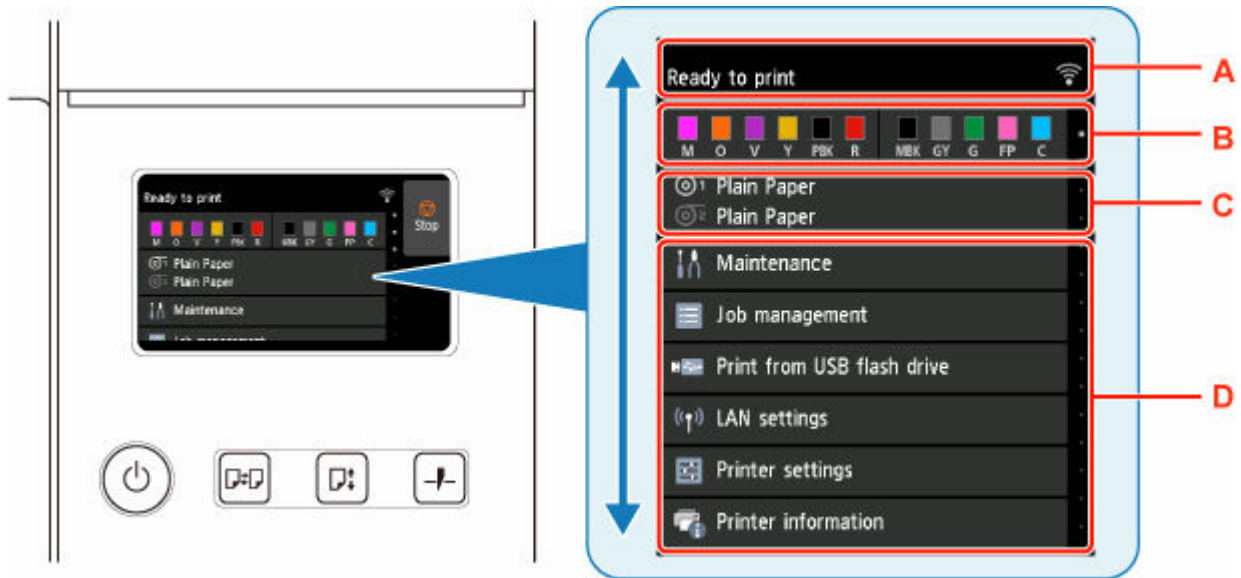 Ready to print
M O V Y PBK R MBK GY G FP C
1 Plain Paper
2 Plain Paper
Maintenance
Stop
Ready to print
M O V Y PBK R MBK GY G FP C
1 Plain Paper
2 Plain Paper
Maintenance
Job management
Print from USB flash drive
LAN settings
Printer settings
Printer information
A
B
C
D